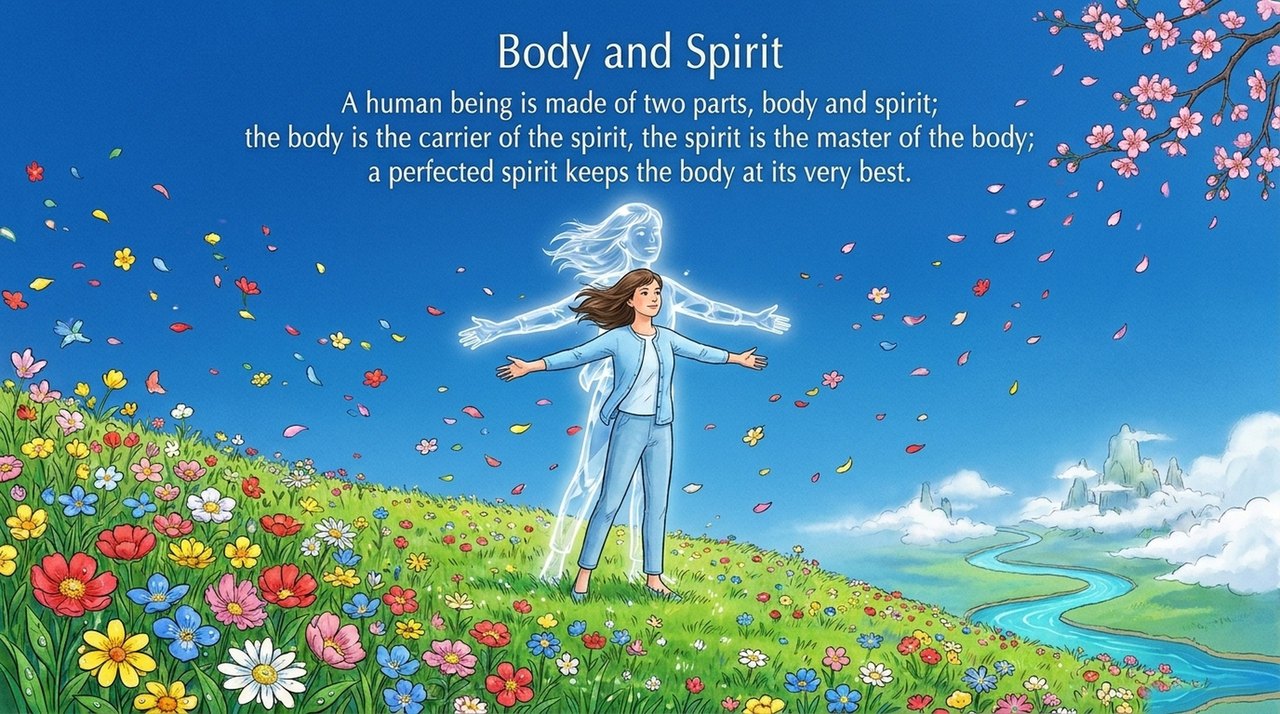 Body and Spirit
A human being is made of two parts, body and spirit;
the body is the carrier of the spirit, the spirit is the master of the body;
a perfected spirit keeps the body at its very best.